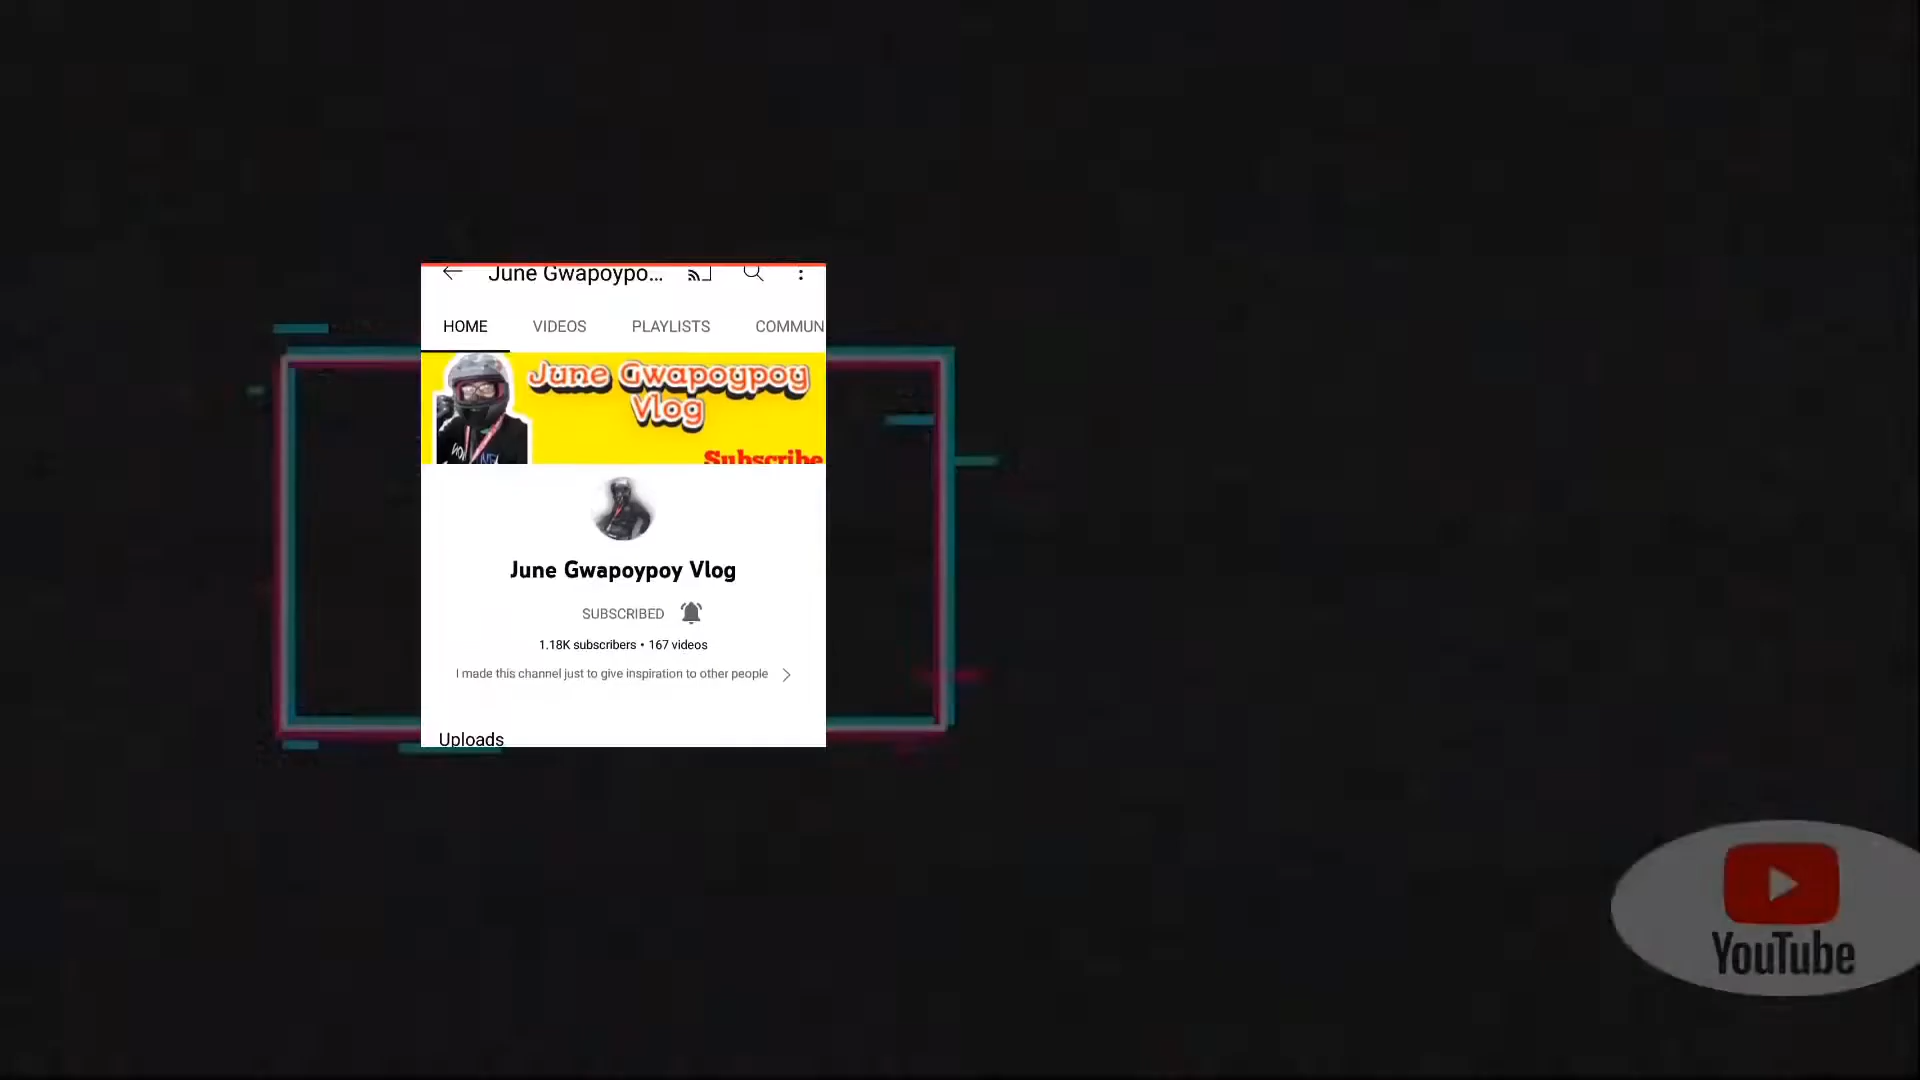 June Gwapoypo...
HOME VIDEOS PLAYLISTS COMMUN
June Gwapoypoy
Vlog
Subscribe
June Gwapoypoy Vlog
SUBSCRIBED
1.18K subscribers • 167 videos
I made this channel just to give inspiration to other people
Uploads
YouTube